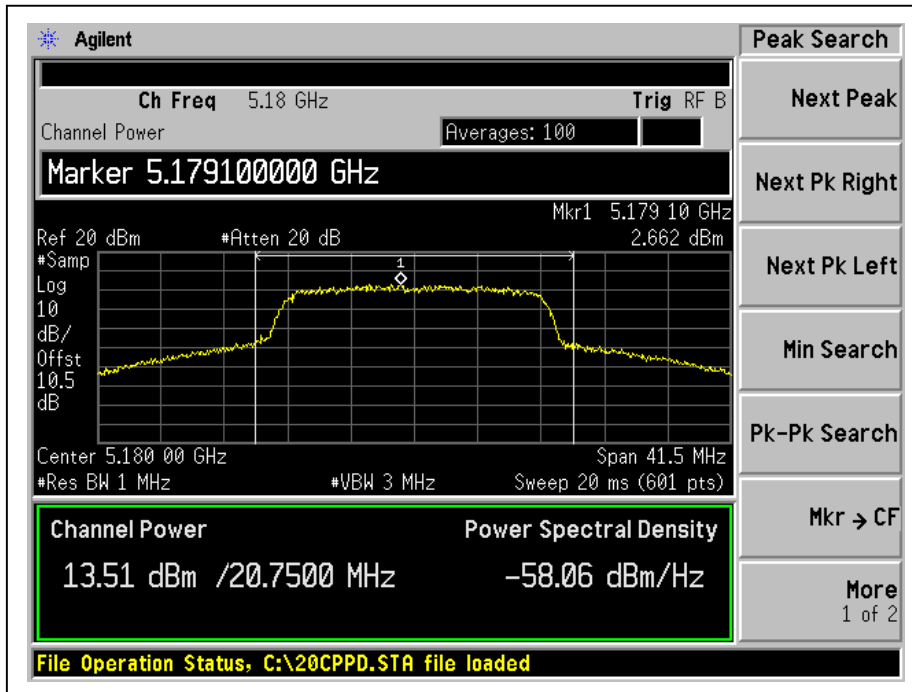 Agilent
Peak Search
Ch Freq 5.18 GHz Trig RF B
Channel Power Averages: 100
Marker 5.179100000 GHz
Mkr1 5.179 10 GHz
Ref 20 dBm #Atten 20 dB 2.662 dBm
#Samp
Log
10
dB/
Offst
10.5
dB
1
Center 5.180 00 GHz Span 41.5 MHz
#Res BW 1 MHz #VBW 3 MHz Sweep 20 ms (601 pts)
Channel Power Power Spectral Density
13.51 dBm /20.7500 MHz -58.06 dBm/Hz
File Operation Status, C:\20CPPD.STA file loaded
Next Peak
Next Pk Right
Next Pk Left
Min Search
Pk-Pk Search
Mkr → CF
More
1 of 2